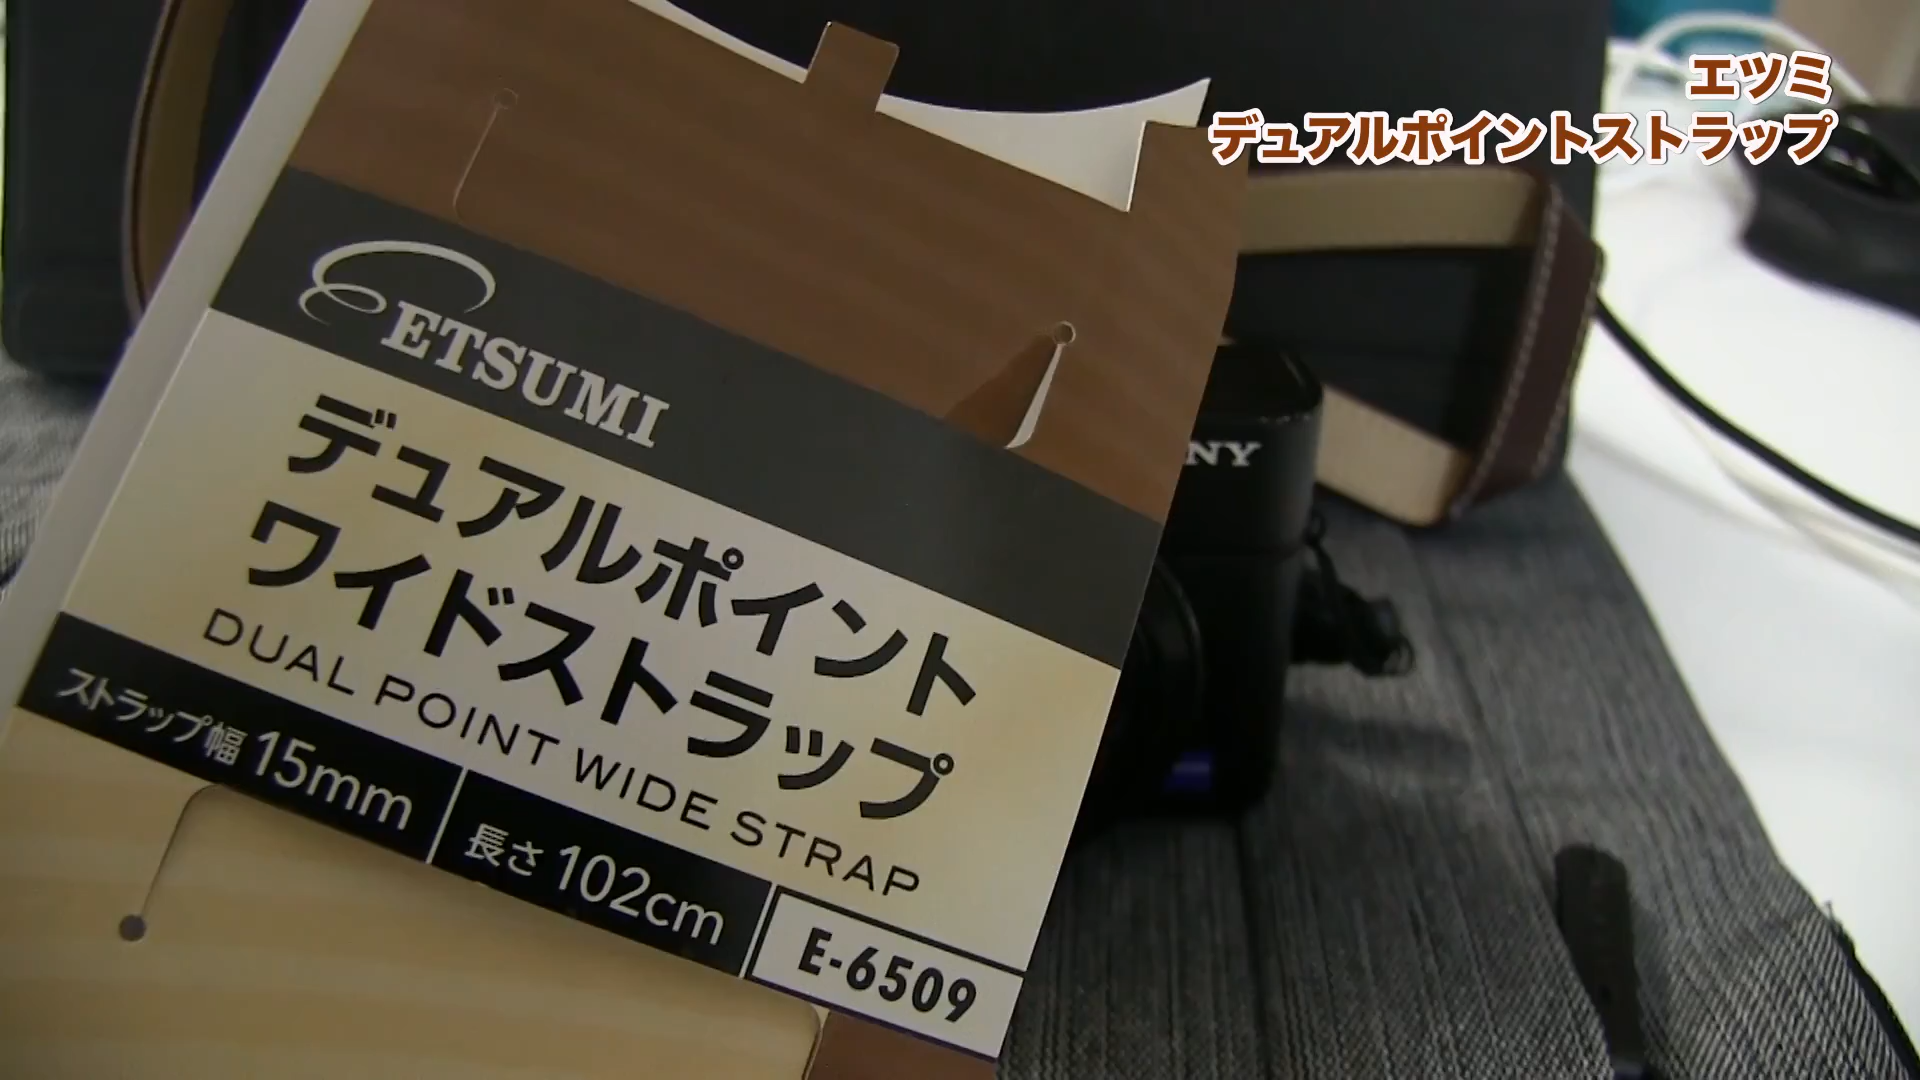 エツミ
デュアルポイントストラップ
ETSUMI
デュアルポイント
ワイドストラップ
DUAL POINT WIDE STRAP
ストラップ幅 15mm
長さ 102cm
E-6509
NY